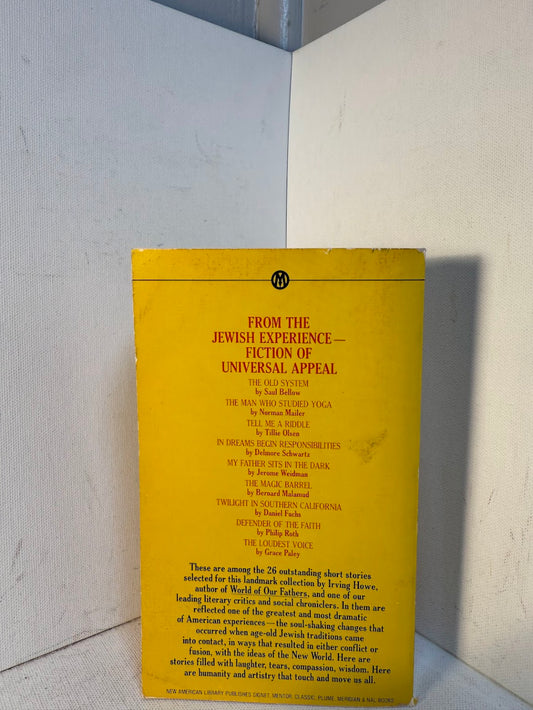 FROM THE
JEWISH EXPERIENCE—
FICTION OF
UNIVERSAL APPEAL
THE OLD SYSTEM
by Saul Bellow
THE MAN WHO STUDIED YOGA
by Norman Mailer
TELL ME A RIDDLE
by Tillie Olsen
IN DREAMS BEGIN RESPONSIBILITIES
by Delmore Schwartz
MY FATHER SITS IN THE DARK
by Jerome Weidman
THE MAGIC BARREL
by Bernard Malamud
TWILIGHT IN SOUTHERN CALIFORNIA
by Daniel Fuchs
DEFENDER OF THE FAITH
by Philip Roth
THE LOUDEST VOICE
by Grace Paley
These are among the 26 outstanding short stories
selected for this landmark collection by Irving Howe,
author of World of Our Fathers, and one of our
leading literary critics and social chroniclers. In them are
reflected one of the greatest and most dramatic
of American experiences—the soul-shaking changes that
occurred when age-old Jewish traditions came
into contact, in ways that resulted in either conflict or
fusion, with the ideas of the New World. Here are
stories filled with laughter, tears, compassion, wisdom. Here
are humanity and artistry that touch and move us all.
NEW AMERICAN LIBRARY PUBLISHES SIGNET, MENTOR, CLASSIC, PLUME, MERIDIAN & NAL BOOKS